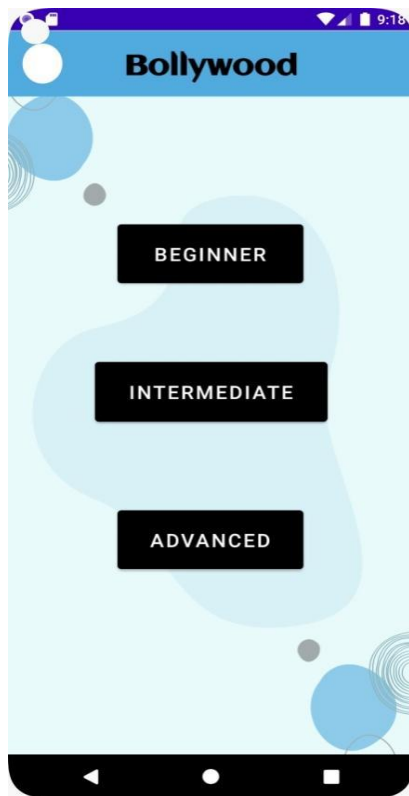 9:18
Bollywood
BEGINNER
INTERMEDIATE
ADVANCED